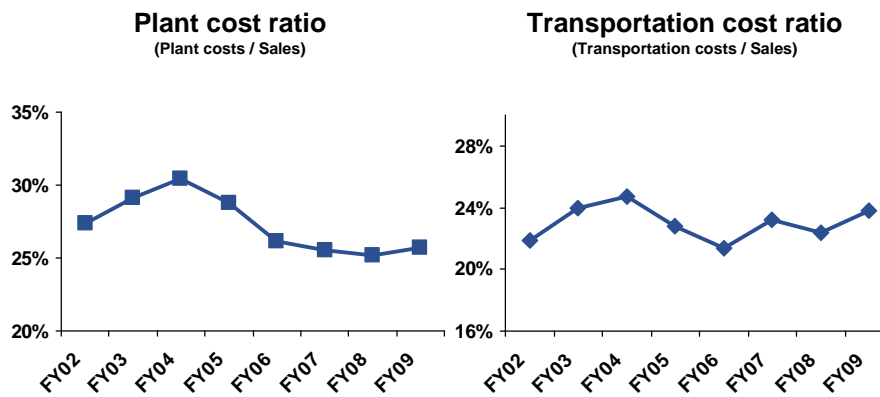 Plant cost ratio
(Plant costs / Sales)
35%
30%
25%
20%
FY02
FY03
FY04
FY05
FY06
FY07
FY08
FY09
Transportation cost ratio
(Transportation costs / Sales)
28%
24%
20%
16%
FY02
FY03
FY04
FY05
FY06
FY07
FY08
FY09